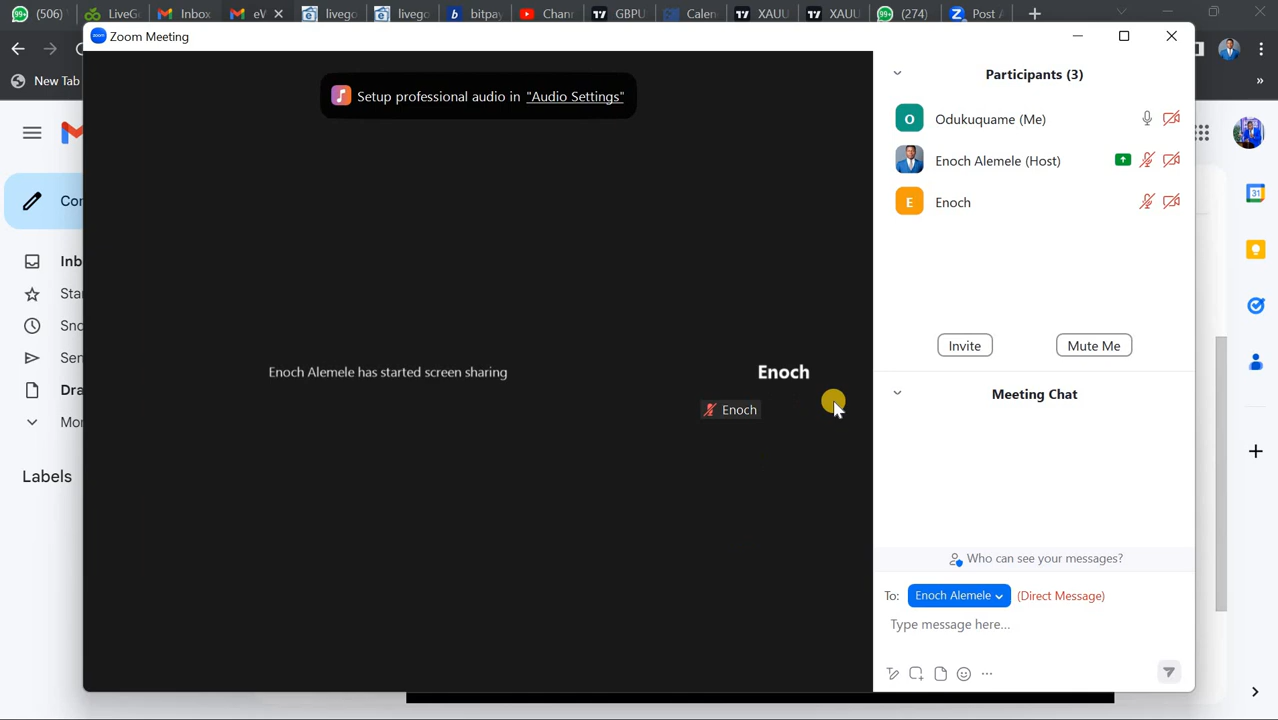 (506)
LiveG
Inbox
eV
livego
livego
bitpay
Chan
GBPU
Calen
XAUU
XAUU
(274)
Post A
Zoom Meeting
New Tab
Setup professional audio in "Audio Settings"
Participants (3)
O
Odukuquame (Me)
Enoch Alemele (Host)
E
Enoch
Invite
Mute Me
Enoch Alemele has started screen sharing
Enoch
Enoch
Meeting Chat
Who can see your messages?
To: Enoch Alemele (Direct Message)
Type message here...
Cor
Inb
Star
Sno
Sen
Dra
Mor
Labels